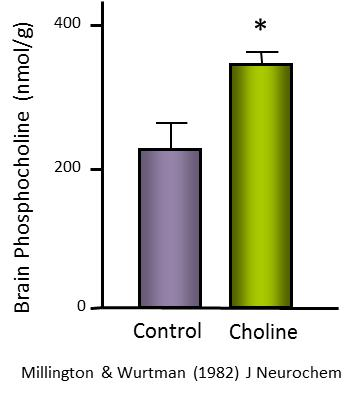 Brain Phosphocholine (nmol/g)
400
200
0
*
Control
Choline
Millington & Wurtman (1982) J Neurochem